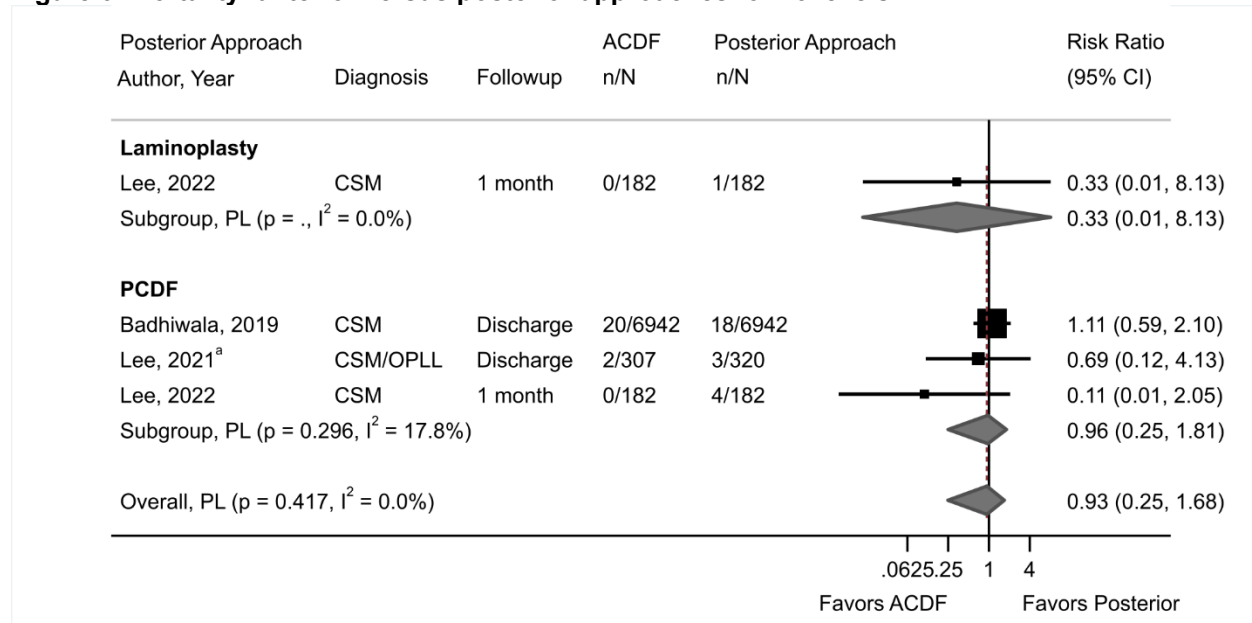 Posterior Approach ACDF Posterior Approach Risk Ratio
Author, Year Diagnosis Followup n/N n/N (95% CI)
Laminoplasty
Lee, 2022 CSM 1 month 0/182 1/182 0.33 (0.01, 8.13)
Subgroup, PL (p = ., I² = 0.0%) 0.33 (0.01, 8.13)
PCDF
Badhiwala, 2019 CSM Discharge 20/6942 18/6942 1.11 (0.59, 2.10)
Lee, 2021ᵃ CSM/OPLL Discharge 2/307 3/320 0.69 (0.12, 4.13)
Lee, 2022 CSM 1 month 0/182 4/182 0.11 (0.01, 2.05)
Subgroup, PL (p = 0.296, I² = 17.8%) 0.96 (0.25, 1.81)
Overall, PL (p = 0.417, I² = 0.0%) 0.93 (0.25, 1.68)
.0625 .25 1 4
Favors ACDF Favors Posterior